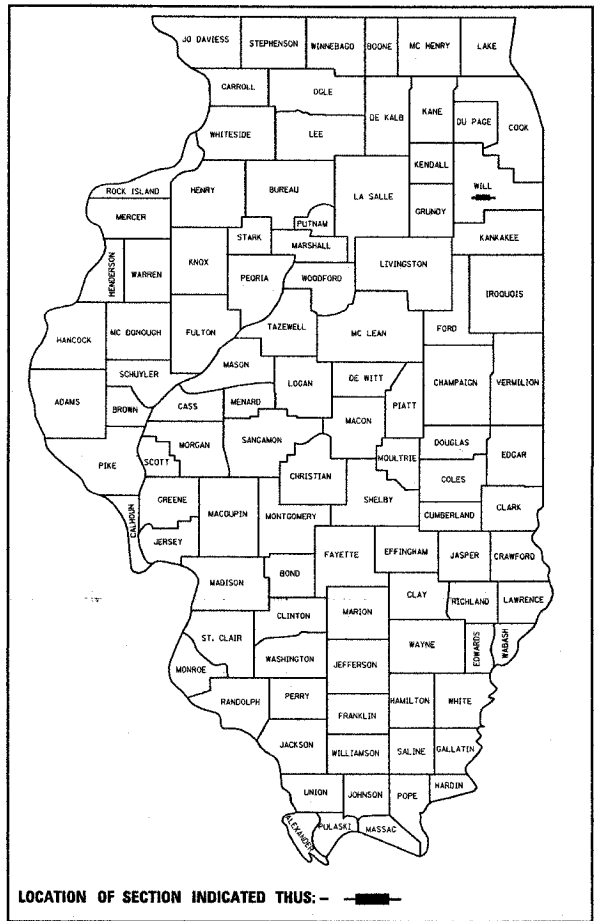 JO DAVIESS
STEPHENSON
WINNEBAGO
BOONE
MC HENRY
LAKE
CARROLL
OGLE
DE KALB
KANE
DU PAGE
COOK
WHITESIDE
LEE
KENDALL
WILL
ROCK ISLAND
HENRY
BUREAU
LA SALLE
GRUNDY
MERCER
PUTNAM
KANKAKEE
HENDERSON
WARREN
KNOX
STARK
MARSHALL
LIVINGSTON
PEORIA
WOODFORD
IROQUOIS
HANCOCK
MC DONOUGH
FULTON
TAZEWELL
MC LEAN
FORD
MASON
SCHUYLER
ADAMS
BROWN
CASS
MENARD
LOGAN
DE WITT
PIATT
CHAMPAIGN
VERMILION
MACON
PIKE
SCOTT
MORGAN
SANGAMON
CHRISTIAN
MOULTRIE
DOUGLAS
EDGAR
COLES
CALHOUN
GREENE
MACOUPIN
MONTGOMERY
SHELBY
CUMBERLAND
CLARK
JERSEY
FAYETTE
EFFINGHAM
JASPER
CRAWFORD
MADISON
BOND
CLAY
RICHLAND
LAWRENCE
CLINTON
MARION
ST. CLAIR
WAYNE
EDWARDS
WABASH
MONROE
WASHINGTON
JEFFERSON
RANDOLPH
PERRY
HAMILTON
WHITE
FRANKLIN
JACKSON
WILLIAMSON
SALINE
GALLATIN
UNION
JOHNSON
POPE
HARDIN
ALEXANDER
PULASKI
MASSAC
LOCATION OF SECTION INDICATED THUS: -